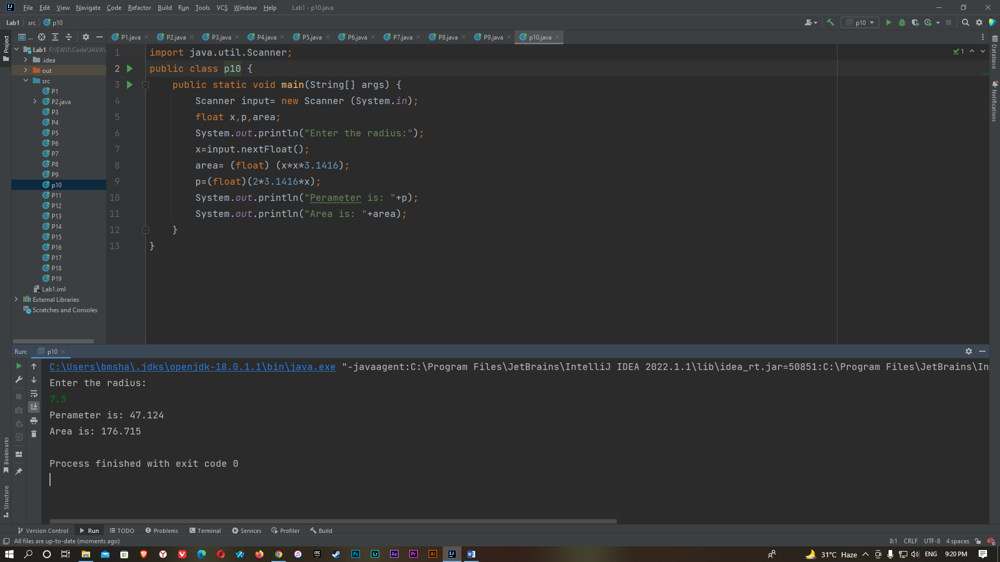 File Edit View Navigate Code Refactor Build Run Tools VCS Window Help Lab1 - p10.java
Lab1 src p10
p10
Project
...
P1.java P2.java P3.java P4.java P5.java P6.java P7.java P8.java P9.java p10.java
Lab1 F:\EWU\Code\JAVA\
.idea
out
src
P1
P2.java
P3
P4
P5
P6
P7
P8
P9
p10
P11
P12
P13
P14
P15
P16
P17
P18
P19
Lab1.iml
External Libraries
Scratches and Consoles
1 import java.util.Scanner;
2 public class p10 {
3 public static void main(String[] args) {
4 Scanner input= new Scanner (System.in);
5 float x,p,area;
6 System.out.println("Enter the radius:");
7 x=input.nextFloat();
8 area= (float) (x*x*3.1416);
9 p=(float)(2*3.1416*x);
10 System.out.println("Perameter is: "+p);
11 System.out.println("Area is: "+area);
12 }
13 }
1
Database
Notifications
Run: p10
C:\Users\bmsha\.jdks\openjdk-18.0.1.1\bin\java.exe "-javaagent:C:\Program Files\JetBrains\IntelliJ IDEA 2022.1.1\lib\idea_rt.jar=50851:C:\Program Files\JetBrains\In
Enter the radius:
7.5
Perameter is: 47.124
Area is: 176.715
Process finished with exit code 0
Bookmarks
Structure
Version Control Run TODO Problems Terminal Services Profiler Build
All files are up-to-date (moments ago) 8:1 CRLF UTF-8 4 spaces
Ps Lr Ae Pr Ai
31°C Haze ENG 9:20 PM